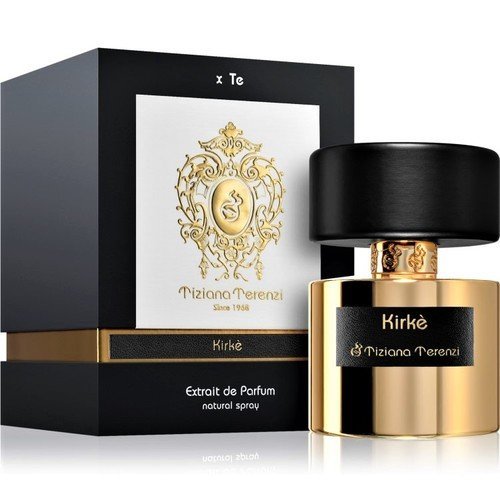 x Te
Tiziana Terenzi
Since 1968
Kirkè
Extrait de Parfum
natural spray
Kirkè
Tiziana Terenzi